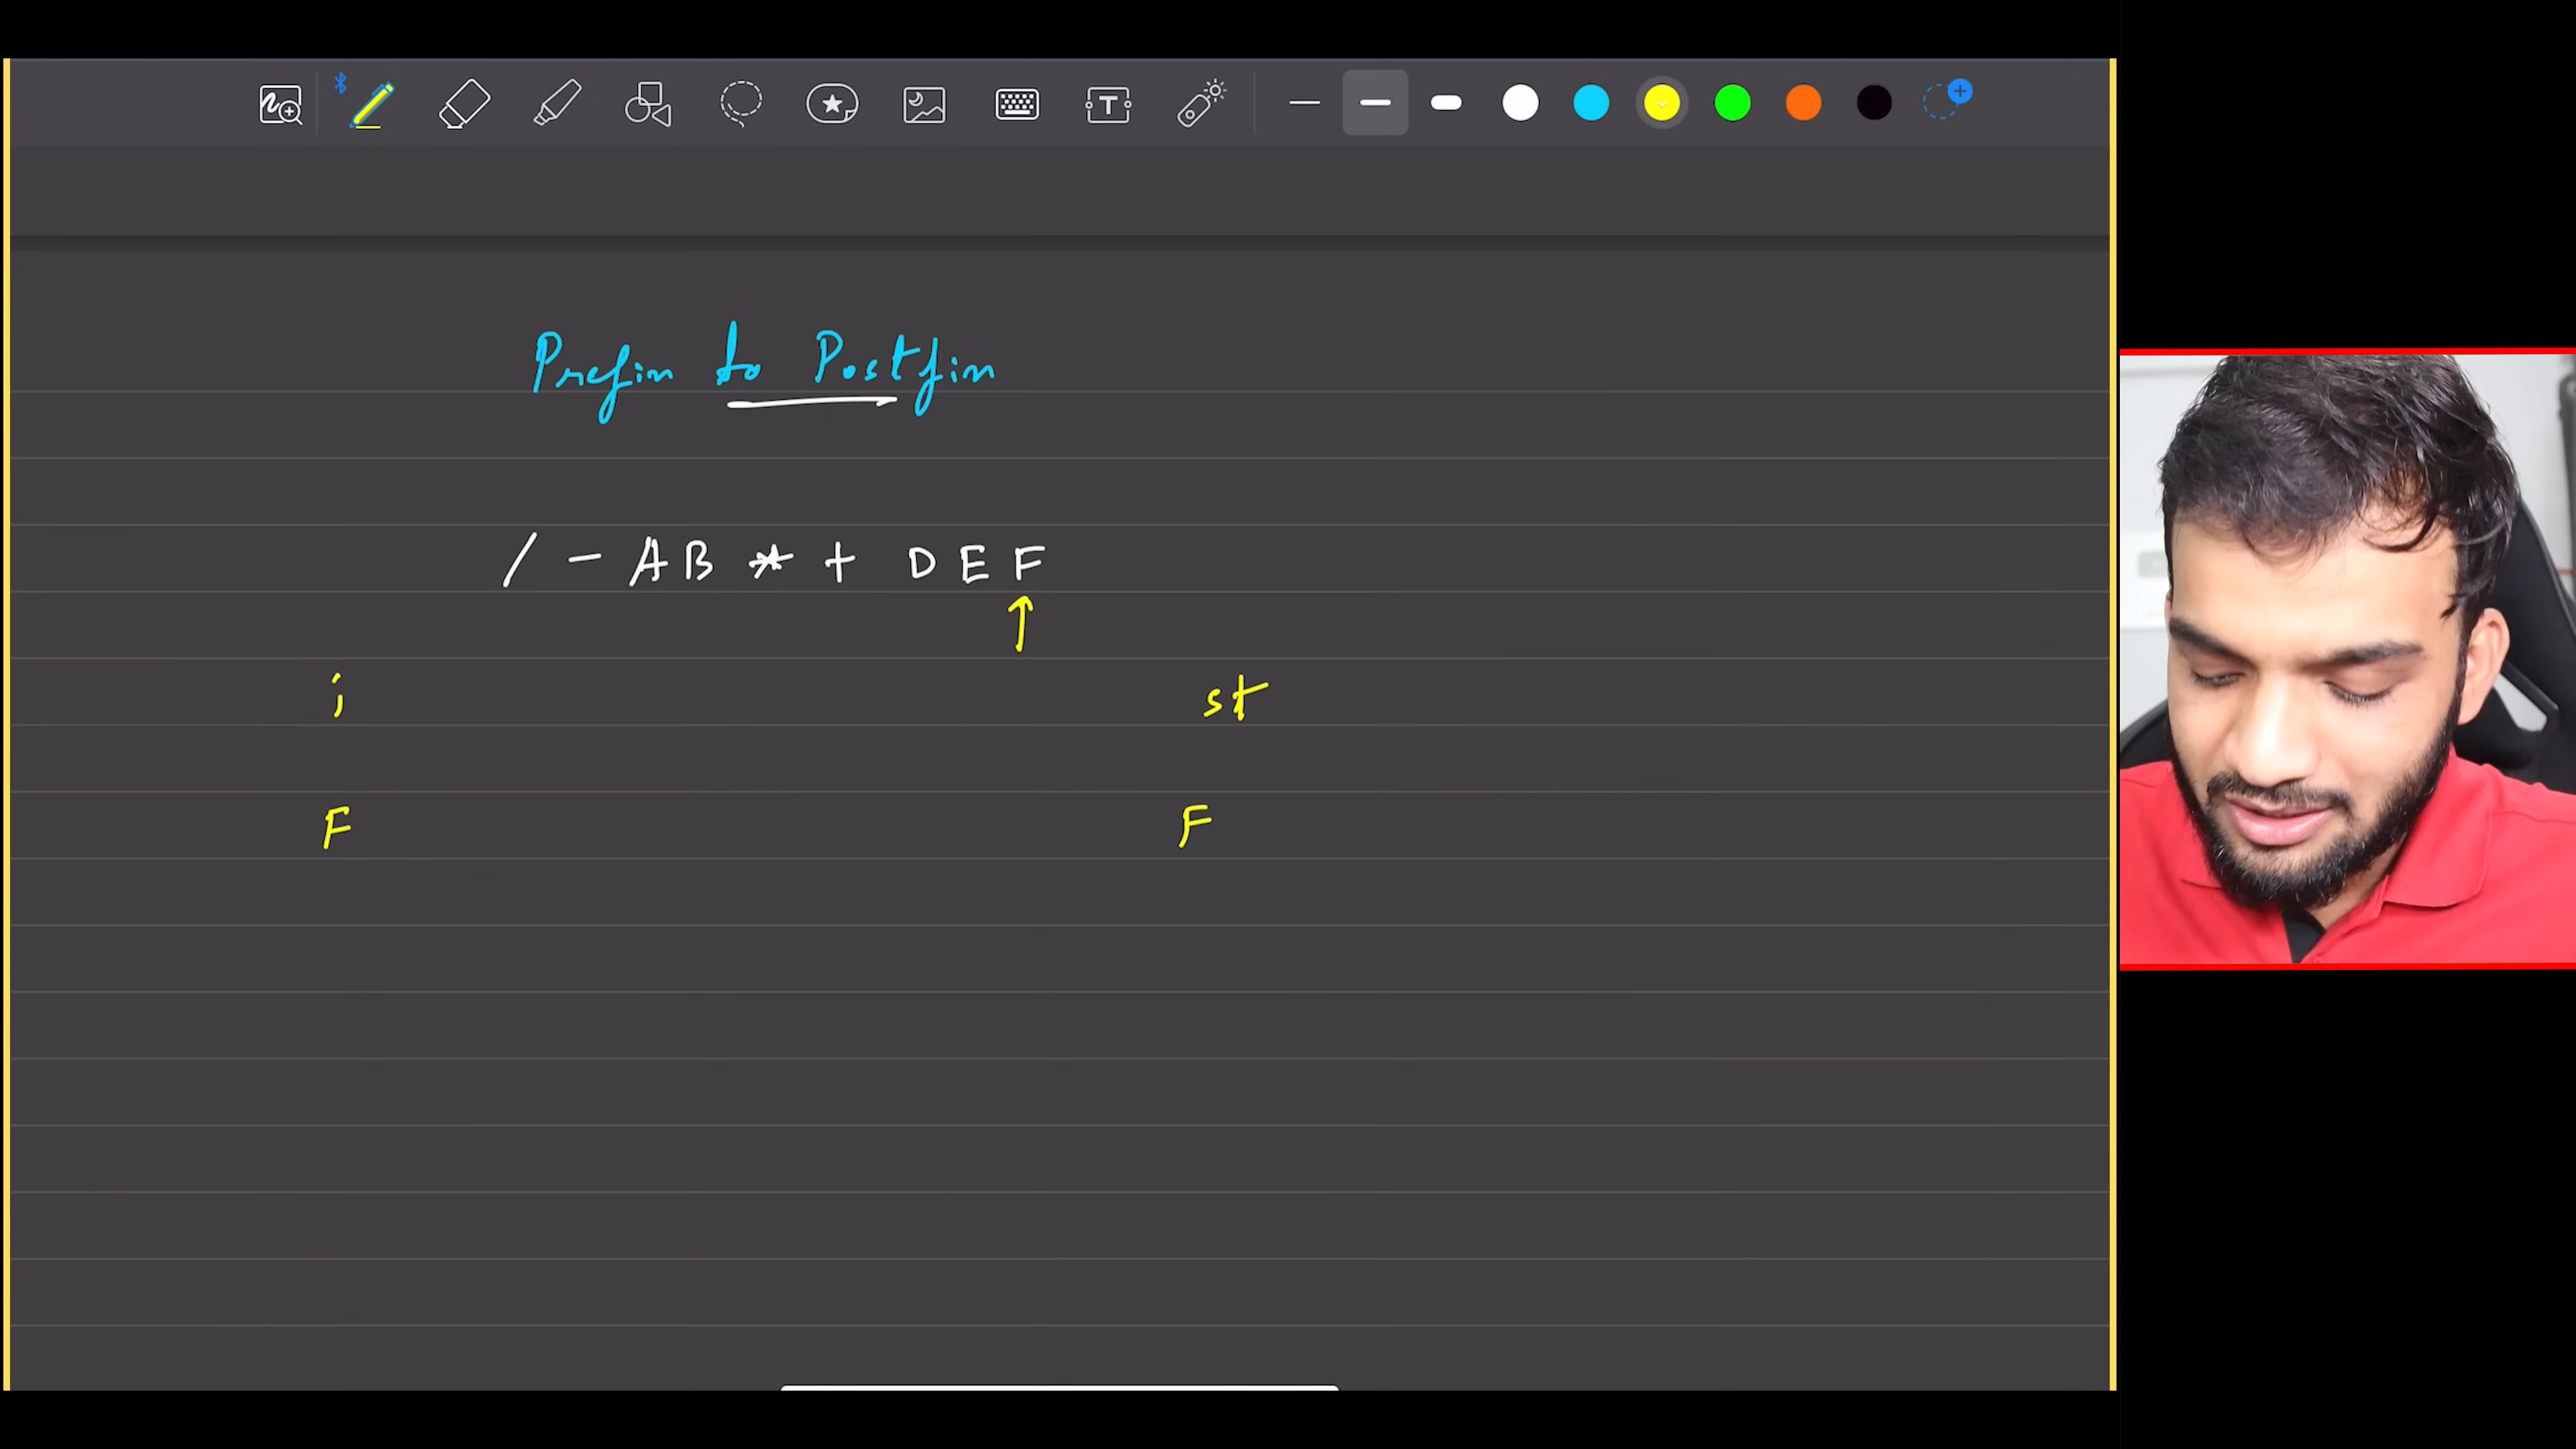 T
Prefix to Postfix
/ - A B * + D E F
↑
i st
F F